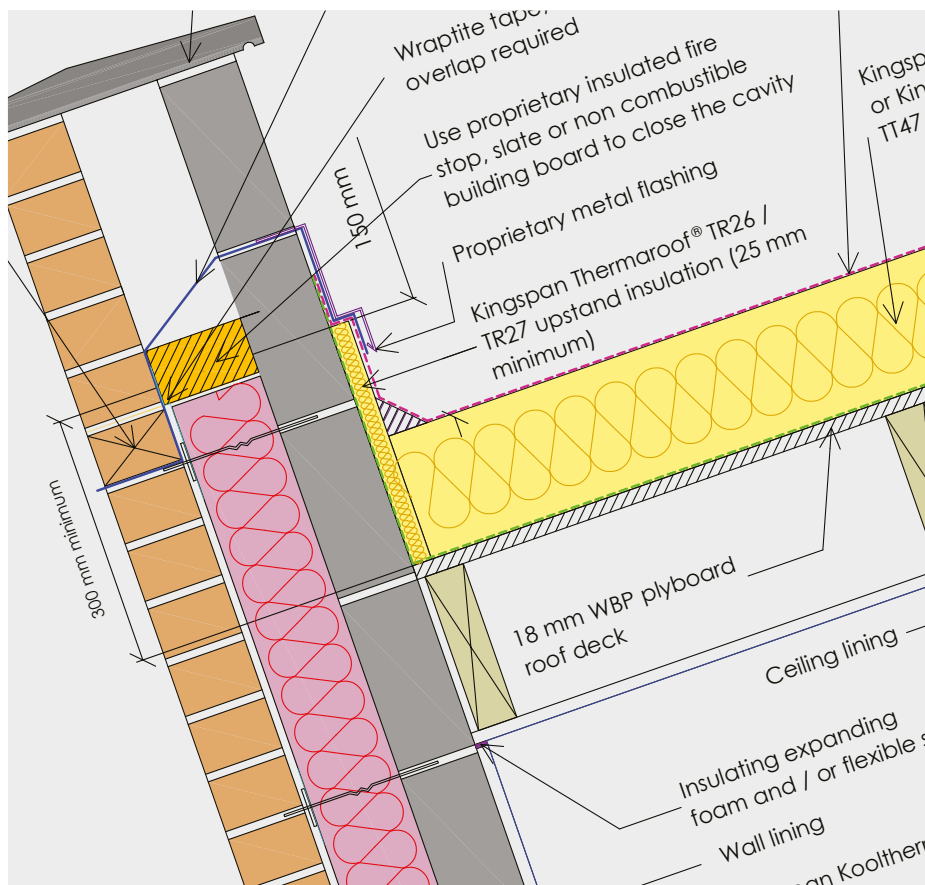 Wraptite tape,
overlap required
Use proprietary insulated fire
stop, slate or non combustible
building board to close the cavity
150 mm
Proprietary metal flashing
Kingspan Thermaroof® TR26 /
TR27 upstand insulation (25 mm
minimum)
or
TT47
300 mm minimum
18 mm WBP plyboard
roof deck
Ceiling lining
Insulating expanding
foam and / or flexible
Wall lining